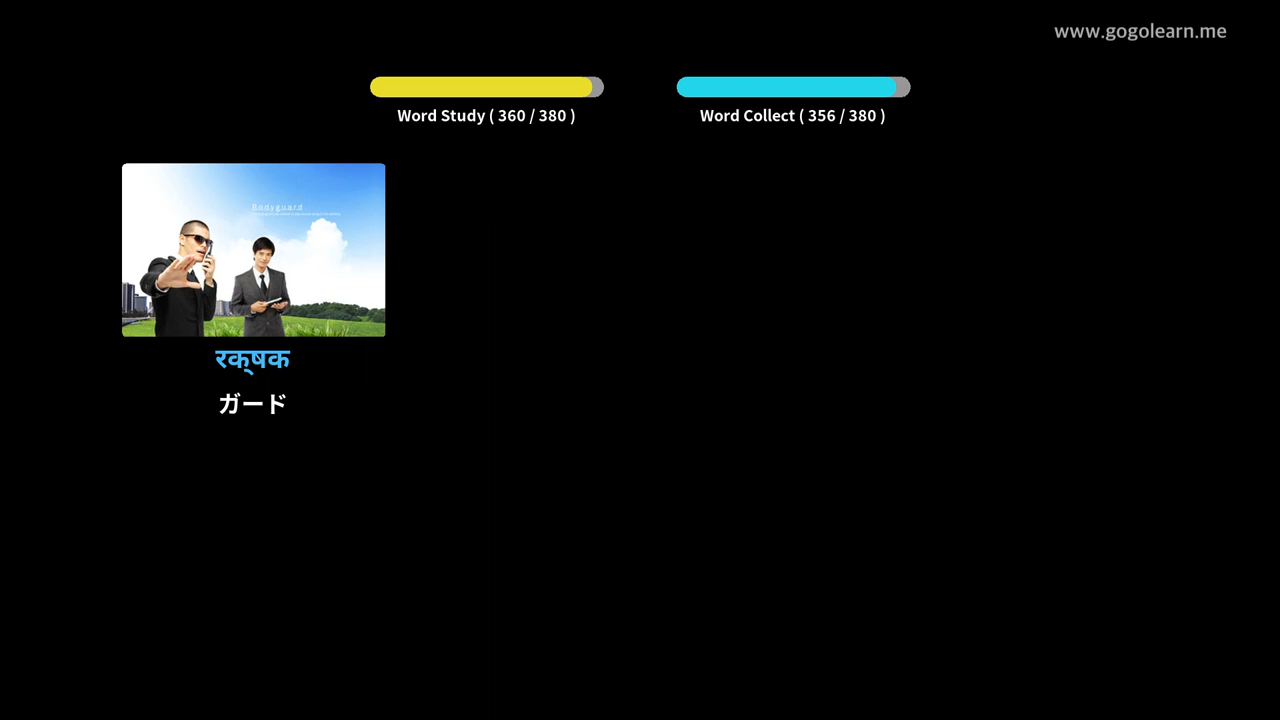 www.gogolearn.me
Word Study ( 360 / 380 )
Word Collect ( 356 / 380 )
Bodyguard
रक्षक
ガード